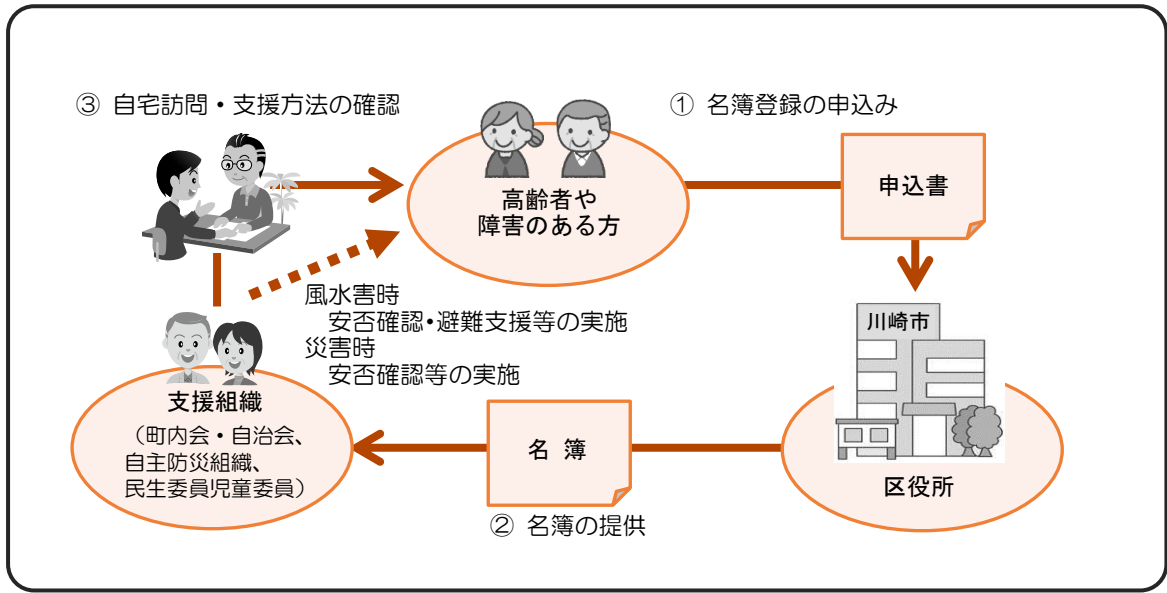 ③ 自宅訪問・支援方法の確認
① 名簿登録の申込み
高齢者や
障害のある方
申込書
風水害時
安否確認・避難支援等の実施
災害時
安否確認等の実施
川崎市
区役所
支援組織
（町内会・自治会、
自主防災組織、
民生委員児童委員）
名 簿
② 名簿の提供